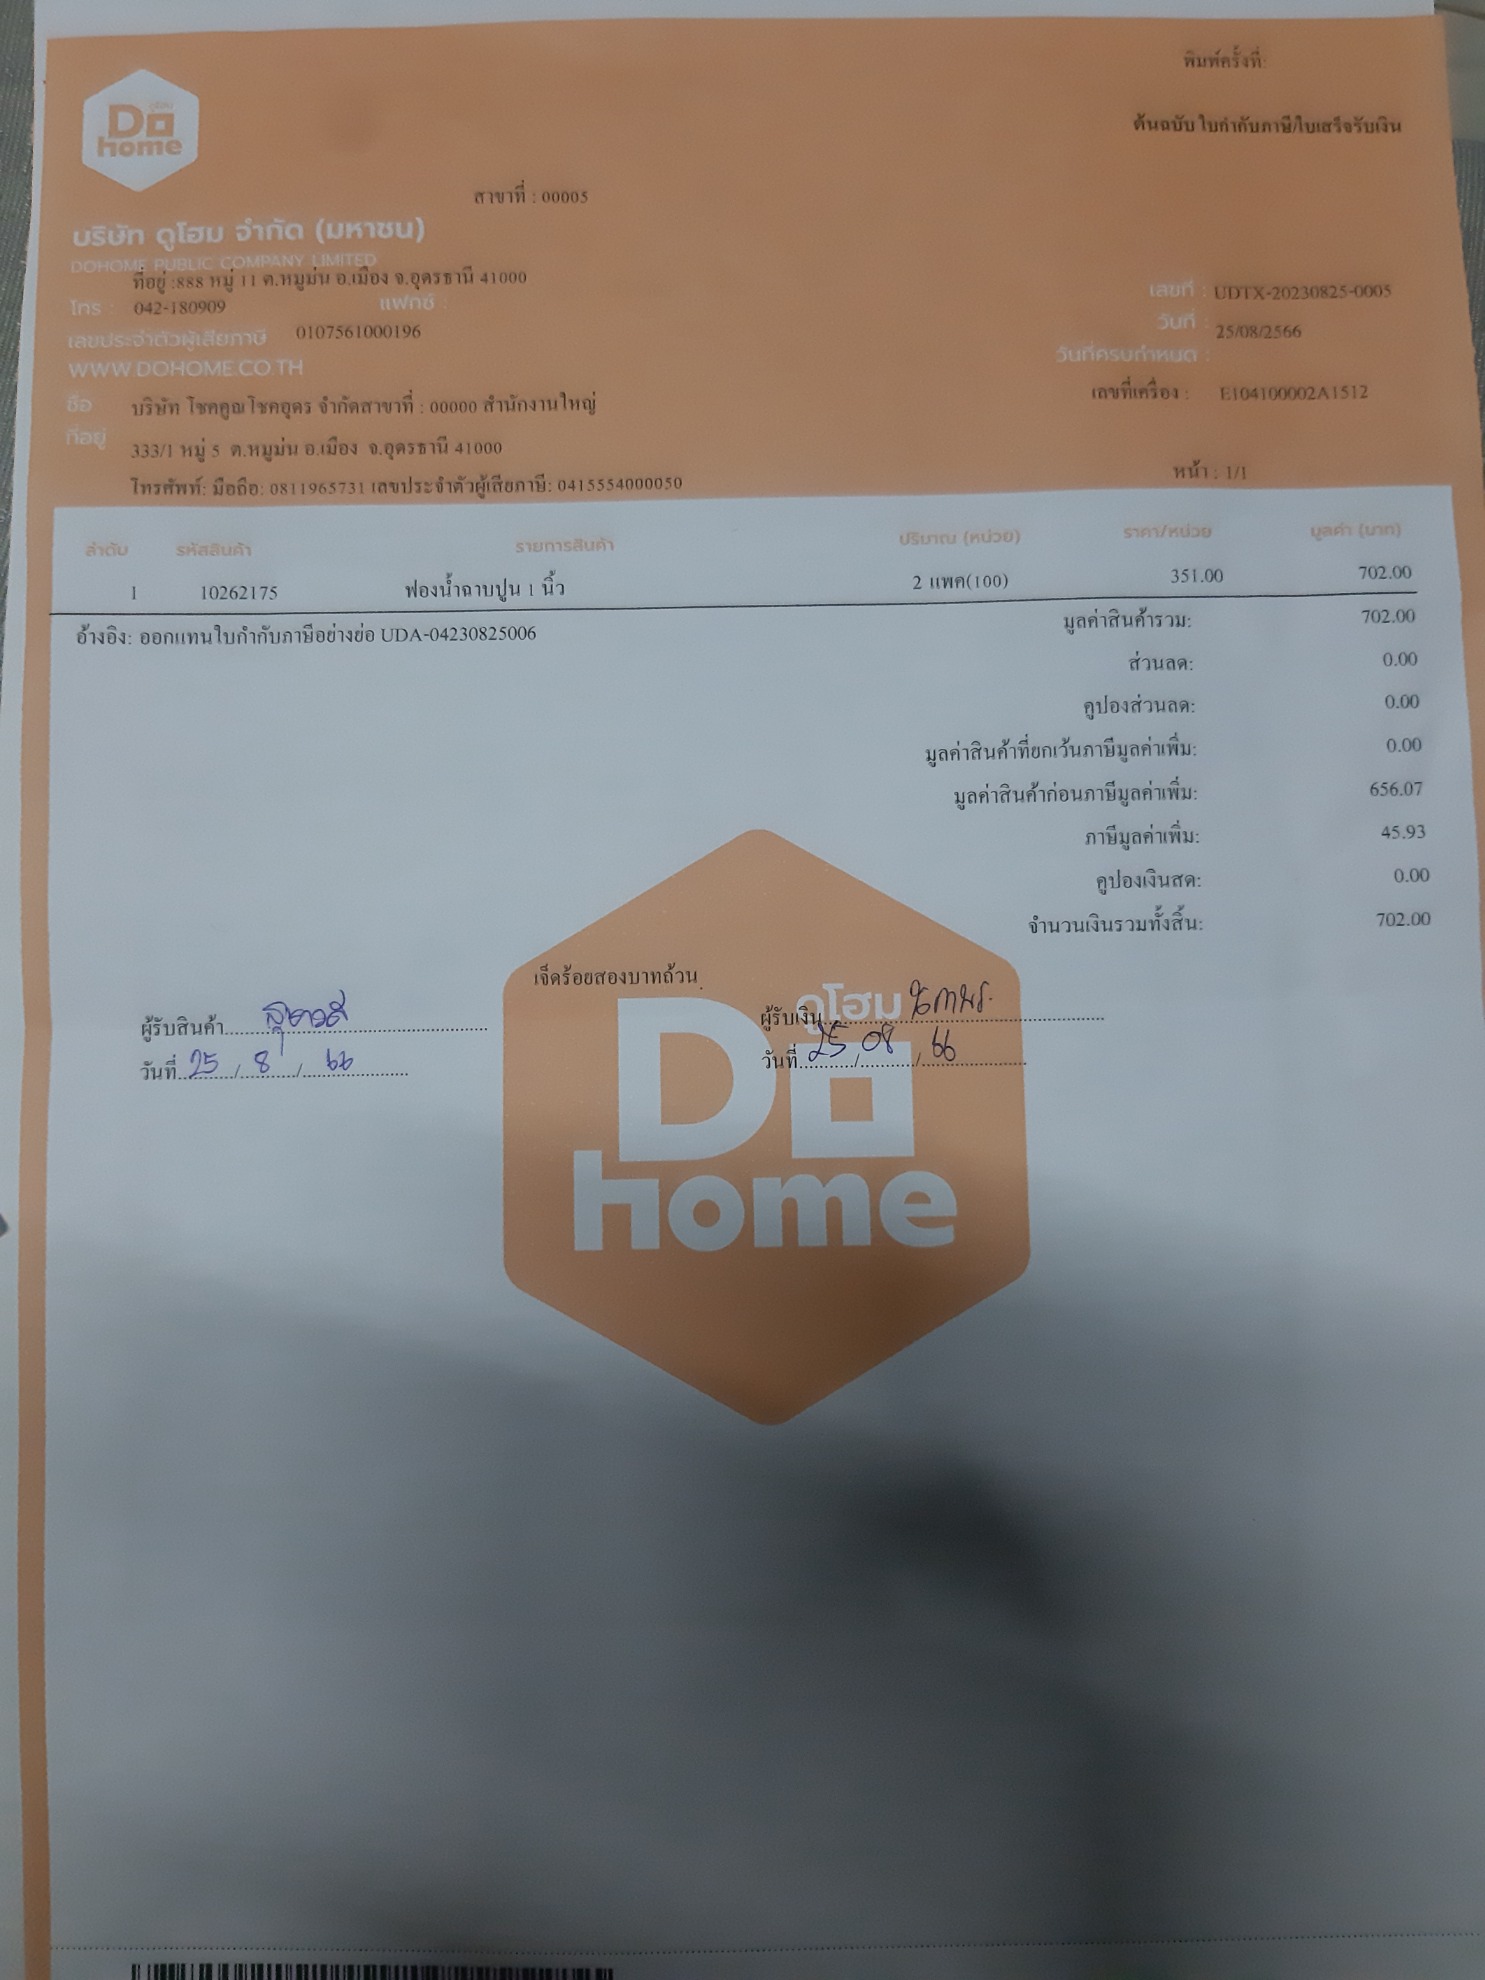 พิมพ์ครั้งที่:
ต้นฉบับ ใบกำกับภาษี/ใบเสร็จรับเงิน
ดูโฮม
Do
home
สาขาที่ : 00005
บริษัท ดูโฮม จำกัด (มหาชน)
DOHOME PUBLIC COMPANY LIMITED
ที่อยู่ :888 หมู่ 11 ต.หมูม่น อ.เมือง จ.อุดรธานี 41000
โทร : 042-180909 แฟกซ์ :
เลขที่ : UDTX-20230825-0005
เลขประจำตัวผู้เสียภาษี 0107561000196
วันที่ : 25/08/2566
WWW.DOHOME.CO.TH
วันที่ครบกำหนด :
ชื่อ บริษัท โชคคูณโชคอุดร จำกัดสาขาที่ : 00000 สำนักงานใหญ่
เลขที่เครื่อง : E104100002A1512
ที่อยู่ 333/1 หมู่ 5 ต.หมูม่น อ.เมือง จ.อุดรธานี 41000
โทรศัพท์: มือถือ: 0811965731 เลขประจำตัวผู้เสียภาษี: 0415554000050
หน้า : 1/1
ลำดับ รหัสสินค้า รายการสินค้า ปริมาณ (หน่วย) ราคา/หน่วย มูลค่า (บาท)
1 10262175 ฟองน้ำฉาบปูน 1 นิ้ว 2 แพค(100) 351.00 702.00
อ้างอิง: ออกแทนใบกำกับภาษีอย่างย่อ UDA-04230825006
มูลค่าสินค้ารวม: 702.00
ส่วนลด: 0.00
คูปองส่วนลด: 0.00
มูลค่าสินค้าที่ยกเว้นภาษีมูลค่าเพิ่ม: 0.00
มูลค่าสินค้าก่อนภาษีมูลค่าเพิ่ม: 656.07
ภาษีมูลค่าเพิ่ม: 45.93
คูปองเงินสด: 0.00
จำนวนเงินรวมทั้งสิ้น: 702.00
เจ็ดร้อยสองบาทถ้วน
ผู้รับสินค้า
ผู้รับเงิน
วันที่ 25 / 8 / 66
วันที่ 25 / 08 / 66
ดูโฮม
Do
home